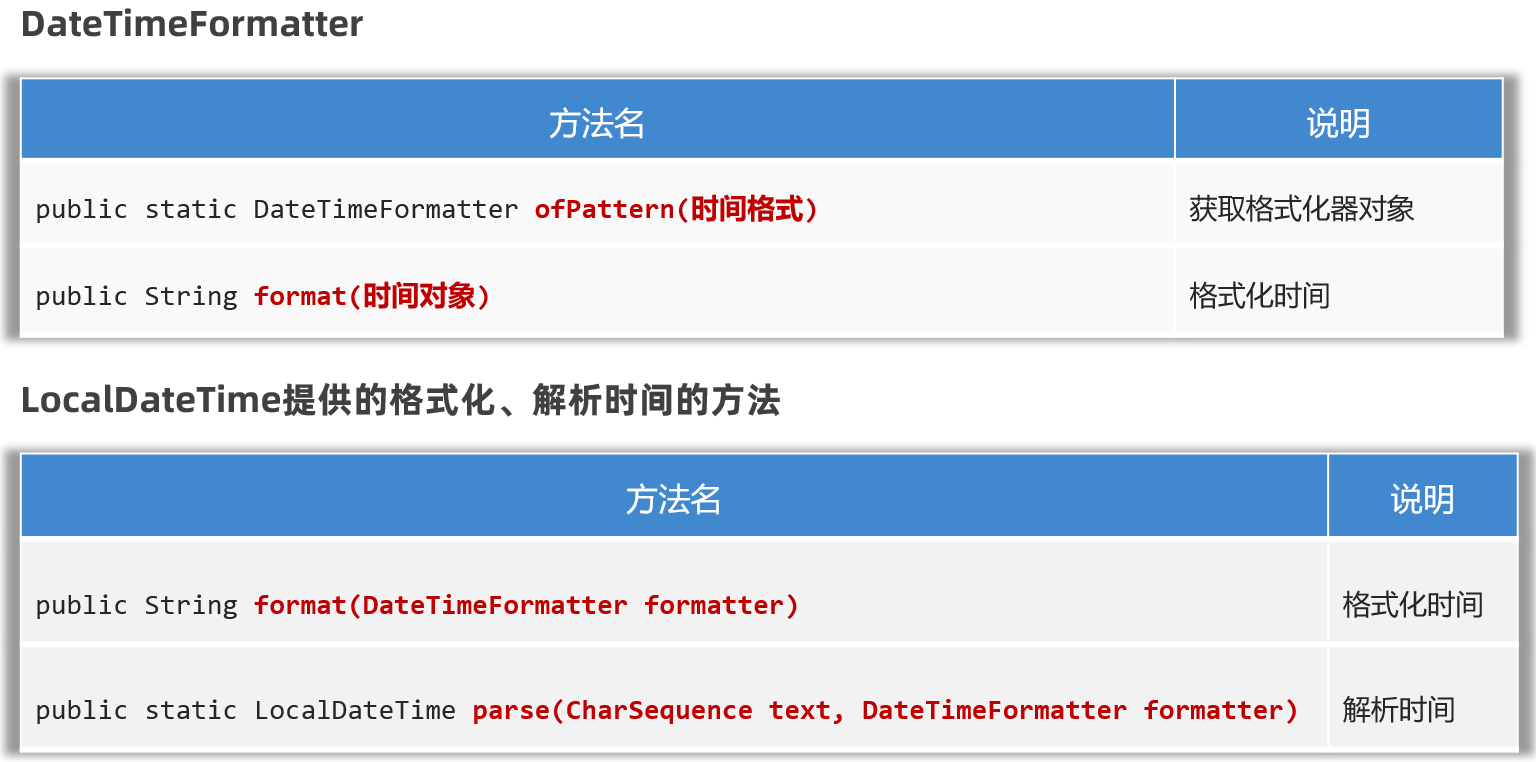 DateTimeFormatter
方法名 说明
public static DateTimeFormatter ofPattern(时间格式) 获取格式化器对象
public String format(时间对象) 格式化时间
LocalDateTime提供的格式化、解析时间的方法
方法名 说明
public String format(DateTimeFormatter formatter) 格式化时间
public static LocalDateTime parse(CharSequence text, DateTimeFormatter formatter) 解析时间